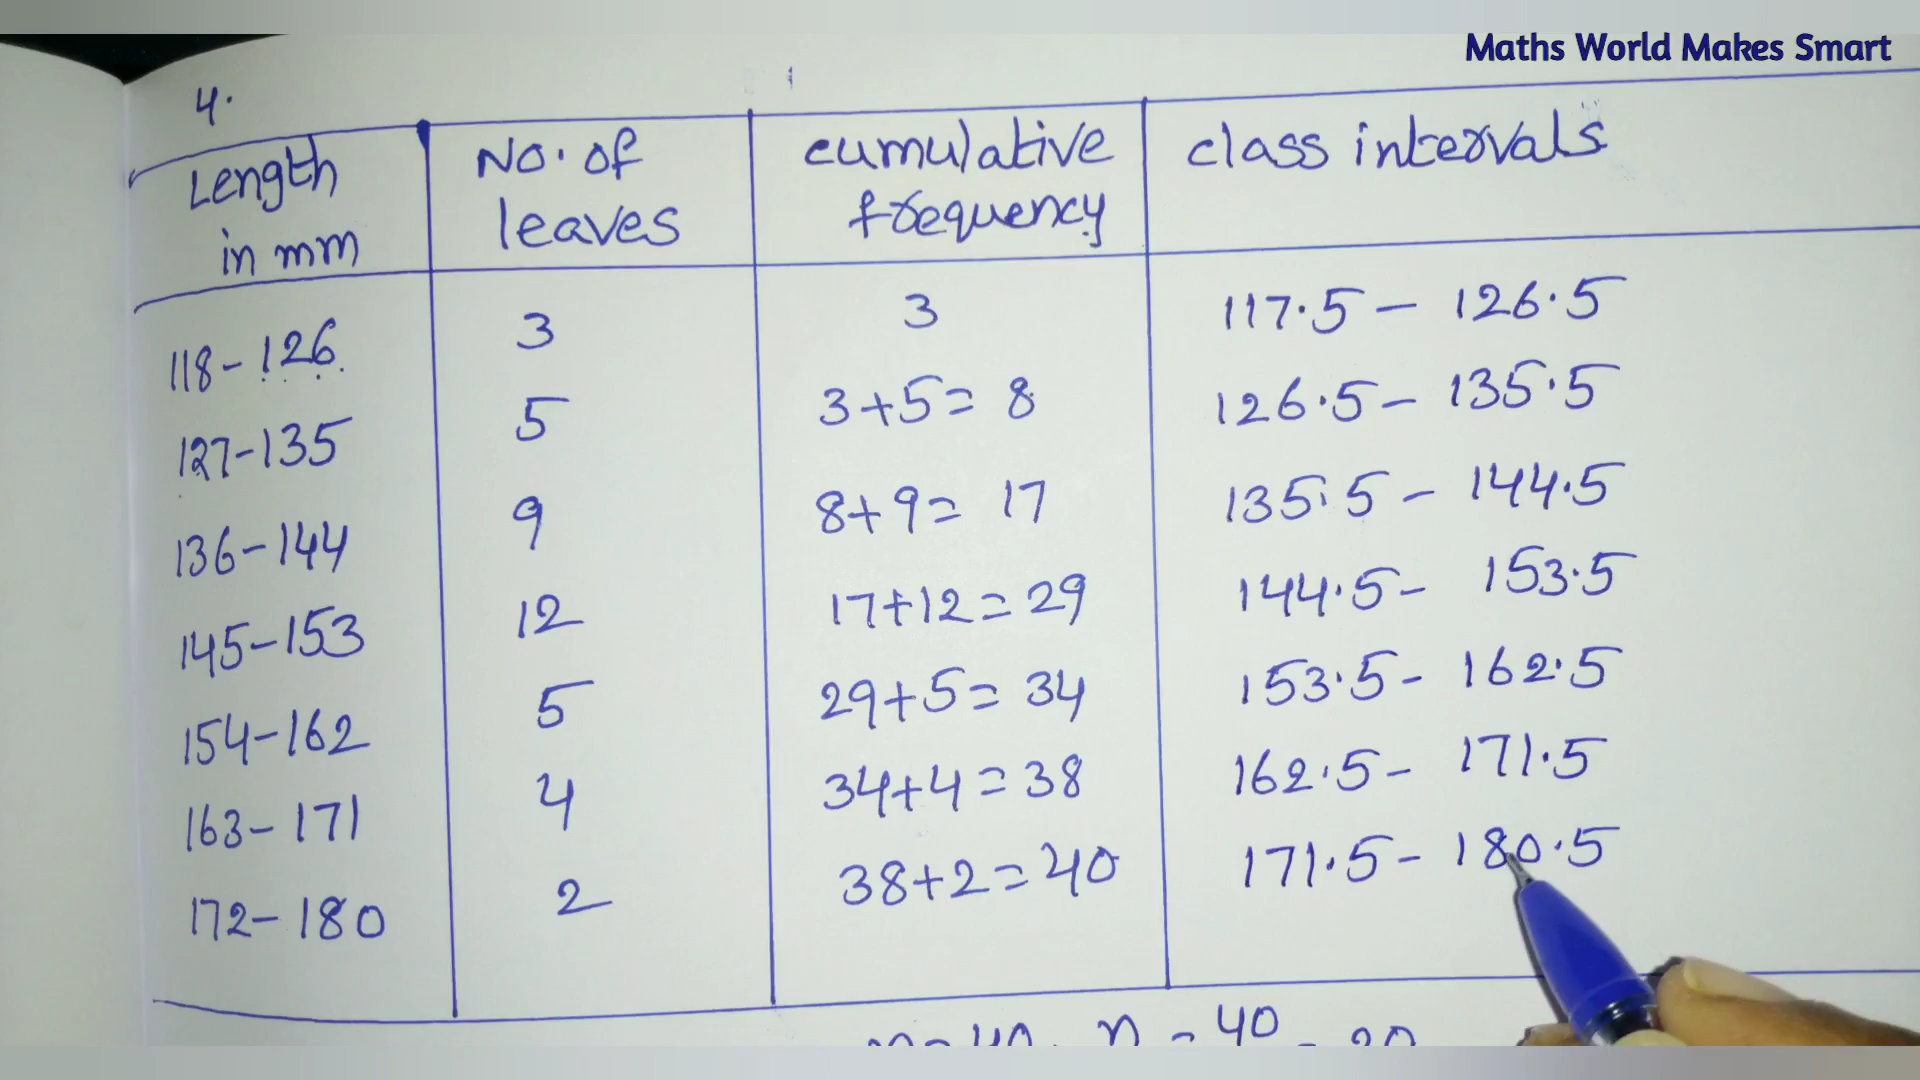 Maths World Makes Smart
4.
Length in mm No. of leaves cumulative frequency class intervals
118-126 3 3 117.5 - 126.5
127-135 5 3+5= 8 126.5 - 135.5
136-144 9 8+9= 17 135.5 - 144.5
145-153 12 17+12=29 144.5 - 153.5
154-162 5 29+5= 34 153.5 - 162.5
163-171 4 34+4=38 162.5 - 171.5
172-180 2 38+2=40 171.5 - 180.5
n - 40